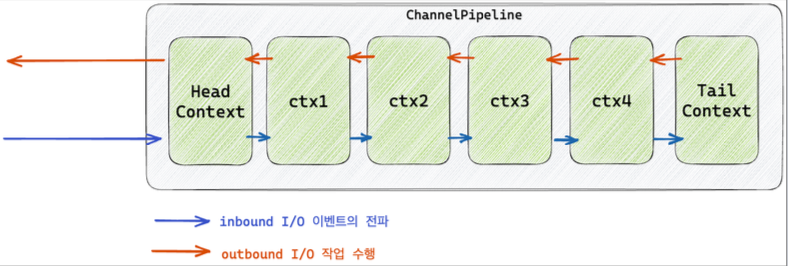 ChannelPipeline
Head
Context
ctx1
ctx2
ctx3
ctx4
Tail
Context
inbound I/O 이벤트의 전파
outbound I/O 작업 수행